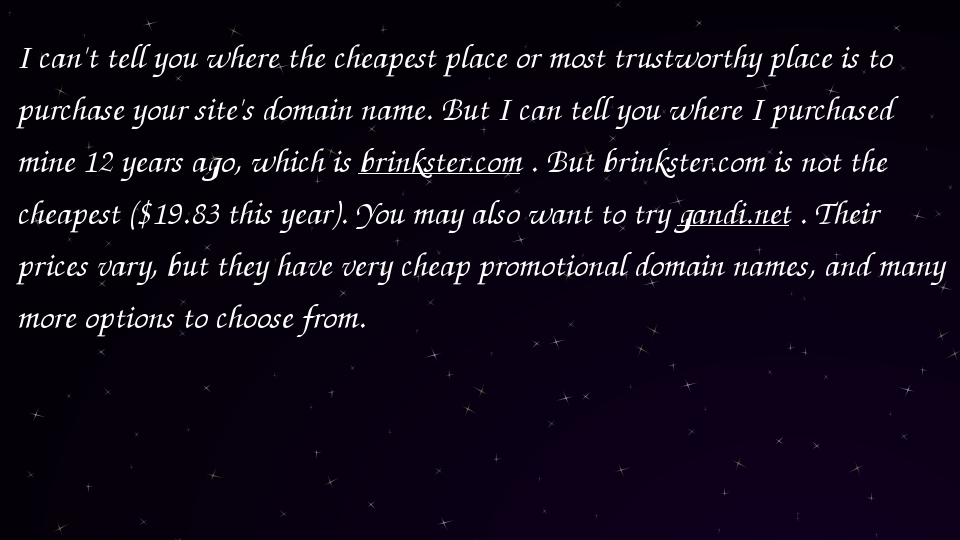 I can't tell you where the cheapest place or most trustworthy place is to
purchase your site's domain name. But I can tell you where I purchased
mine 12 years ago, which is brinkster.com . But brinkster.com is not the
cheapest ($19.83 this year). You may also want to try gandi.net . Their
prices vary, but they have very cheap promotional domain names, and many
more options to choose from.